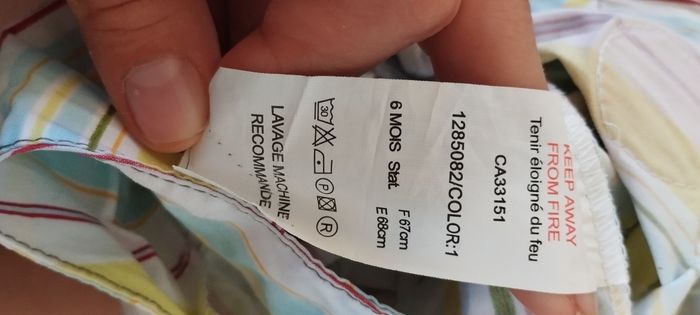 KEEP AWAY
FROM FIRE
Tenir éloigné du feu
CA33151
1285082/COLOR:1
6 MOIS Stat. F 67cm
E 68cm
30 P R
LAVAGE MACHINE
RECOMMANDE